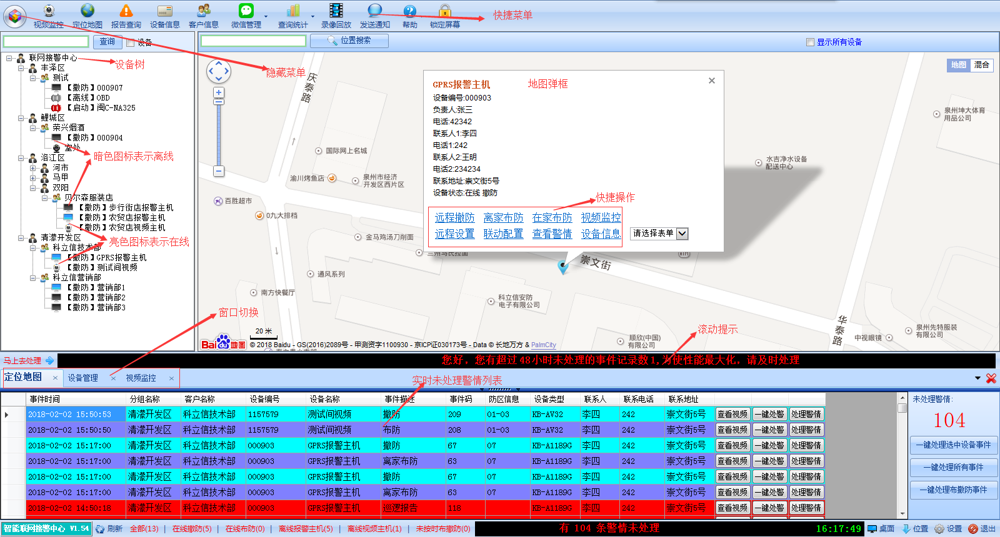 视频监控 定位地图 报告查询 设备信息 客户信息 微信管理 查询统计 录像回放 发送通知 帮助 锁定屏幕
快捷菜单
查询 设备
位置搜索
显示所有设备
联网接警中心
设备树
丰泽区
测试
【撤防】000907
【离线】OBD
【启动】闽C-NA325
鲤城区
荣兴烟酒
【撤防】000904
室外
暗色图标表示离线
洛江区
河市
马甲
双阳
贝尔森服装店
【撤防】步行街店报警主机
【撤防】农贸店报警主机
【撤防】农贸店视频主机
清濛开发区
亮色图标表示在线
科立信技术部
【撤防】GPRS报警主机
【撤防】测试间视频
科立信营销部
【撤防】营销部1
【撤防】营销部2
【撤防】营销部3
窗口切换
隐藏菜单
地图 混合
庆泰路
国际网上名城
渝川烤鱼店
泉州市经济
开发区西片区
百胜超市
0九大排档
金马鸡汤刀削面
兰州马氏拉面
通风系列
南方快餐厅
科立信安防
电子有限公司
崇文街
ATM
水吉净水设备
配送中心
泉州坤大体育
用品公司
华泰路
中视眼镜
泉州先特服装
有限公司
顺欣(中国)
有限公司
GPRS报警主机
地图弹框
设备编号:000903
负责人:张三
电话:42342
联系人1:李四
电话1:242
联系人2:王明
电话2:234234
联系地址:崇文街5号
设备状态:在线 撤防
快捷操作
远程撤防 离家布防 在家布防 视频监控
远程设置 联动配置 查看警情 设备信息
请选择表单
20 米
Bai du 地图
© 2018 Baidu - GS(2016)2089号 - 甲测资字1100930 - 京ICP证030173号 - Data © 长地万方 & PalmCity
滚动提示
马上去处理
您好，您有超过48小时未处理的事件记录数1,为使性能最大化，请及时处理
定位地图 × 设备管理 × 视频监控 ×
实时未处理警情列表
事件时间 分组名称 客户名称 设备编号 设备名称 事件描述 事件码 防区信息 设备类型 联系人 联系电话 联系地址
2018-02-02 15:50:53 清濛开发区 科立信技术部 1157579 测试间视频 撤防 209 01-03 KB-AV32 李四 242 崇文街5号 查看视频 一键处警 处理警情
2018-02-02 15:50:50 清濛开发区 科立信技术部 1157579 测试间视频 布防 208 01-03 KB-AV32 李四 242 崇文街5号 查看视频 一键处警 处理警情
2018-02-02 15:17:00 清濛开发区 科立信技术部 000903 GPRS报警主机 撤防 67 07 KB-A1189G 李四 242 崇文街5号 查看视频 一键处警 处理警情
2018-02-02 15:17:00 清濛开发区 科立信技术部 000903 GPRS报警主机 离家布防 63 07 KB-A1189G 李四 242 崇文街5号 查看视频 一键处警 处理警情
2018-02-02 15:17:00 清濛开发区 科立信技术部 000903 GPRS报警主机 撤防 67 07 KB-A1189G 李四 242 崇文街5号 查看视频 一键处警 处理警情
2018-02-02 15:17:00 清濛开发区 科立信技术部 000903 GPRS报警主机 离家布防 63 07 KB-A1189G 李四 242 崇文街5号 查看视频 一键处警 处理警情
2018-02-02 14:50:18 清濛开发区 科立信技术部 000903 GPRS报警主机 巡逻报告 118 KB-A1189G 李四 242 崇文街5号 查看视频 一键处警 处理警情
未处理警情:
104
一键处理选中设备事件
一键处理所有事件
一键处理布撤防事件
智能联网接警中心 V1.54 刷新 全部(13) 在线撤防(5) 在线布防(0) 离线报警主机(5) 离线视频主机(1) 未按时布撤防(0)
有 104 条警情未处理
16:17:49 桌面 位置 设置 退出